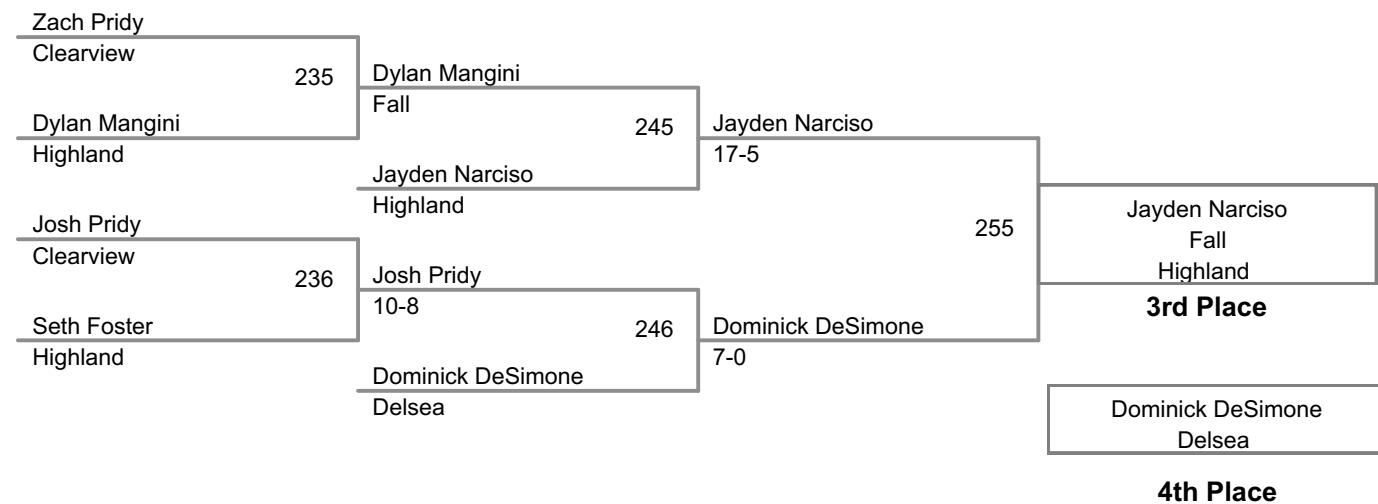 Zach Pridy
Clearview
235
Dylan Mangini
Highland
Dylan Mangini
Fall
245
Jayden Narciso
Highland
Jayden Narciso
17-5
Josh Pridy
Clearview
236
Seth Foster
Highland
Josh Pridy
10-8
246
Dominick DeSimone
Delsea
Dominick DeSimone
7-0
255
Jayden Narciso
Fall
Highland
3rd Place
Dominick DeSimone
Delsea
4th Place